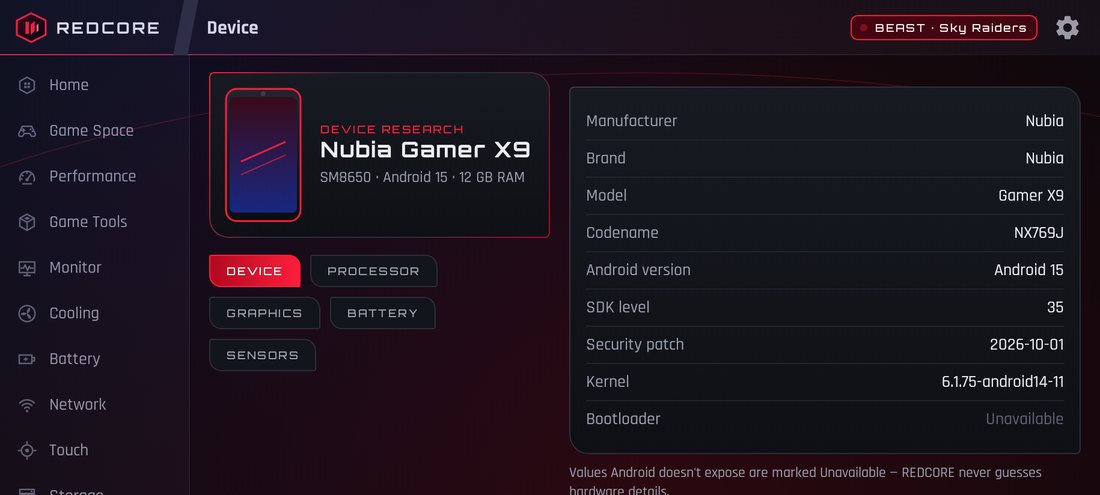 REDCORE
Device
BEAST · Sky Raiders
Home
Game Space
Performance
Game Tools
Monitor
Cooling
Battery
Network
Touch
Storage
DEVICE RESEARCH
Nubia Gamer X9
SM8650 · Android 15 · 12 GB RAM
DEVICE
PROCESSOR
GRAPHICS
BATTERY
SENSORS
Manufacturer Nubia
Brand Nubia
Model Gamer X9
Codename NX769J
Android version Android 15
SDK level 35
Security patch 2026-10-01
Kernel 6.1.75-android14-11
Bootloader Unavailable
Values Android doesn't expose are marked Unavailable — REDCORE never guesses
hardware details.